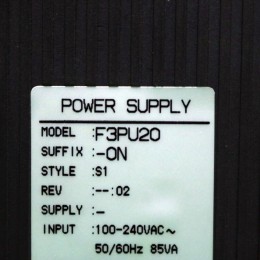 POWER SUPPLY
MODEL :F3PU20
SUFFIX :-0N
STYLE :S1
REV :--:02
SUPPLY :-
INPUT :100-240VAC~
50/60Hz 85VA